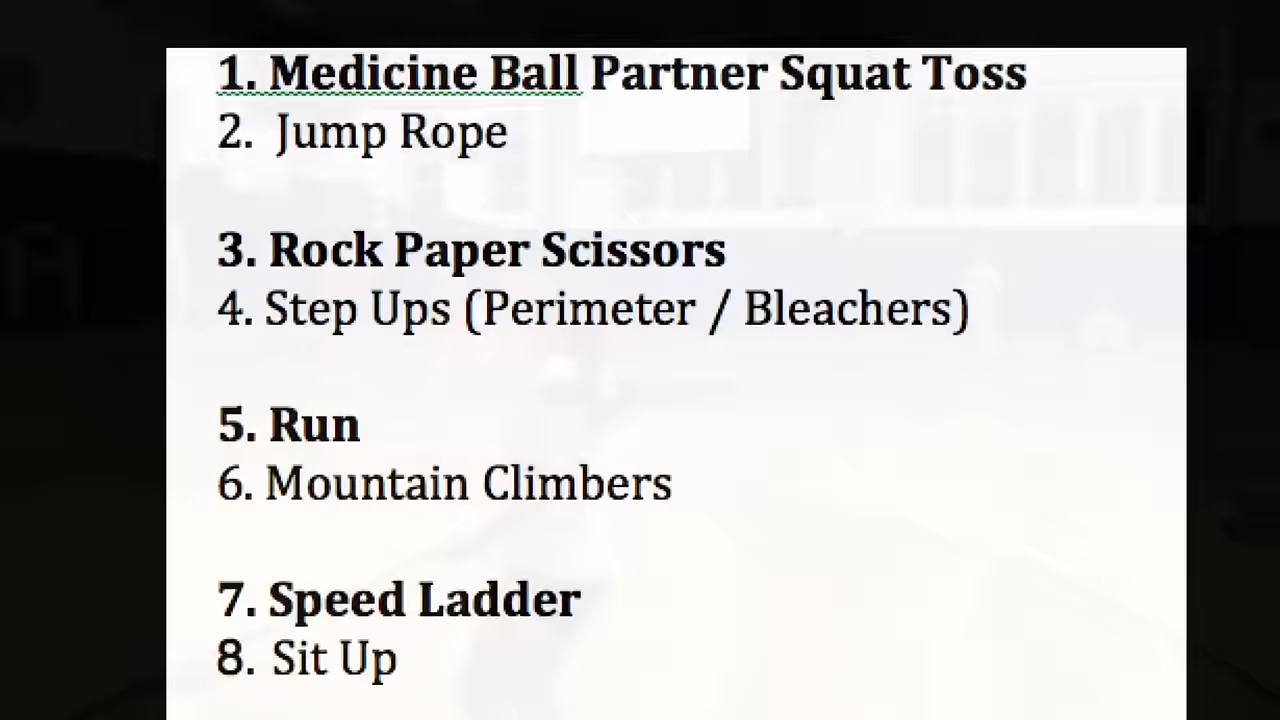 1. Medicine Ball Partner Squat Toss
2. Jump Rope
3. Rock Paper Scissors
4. Step Ups (Perimeter / Bleachers)
5. Run
6. Mountain Climbers
7. Speed Ladder
8. Sit Up